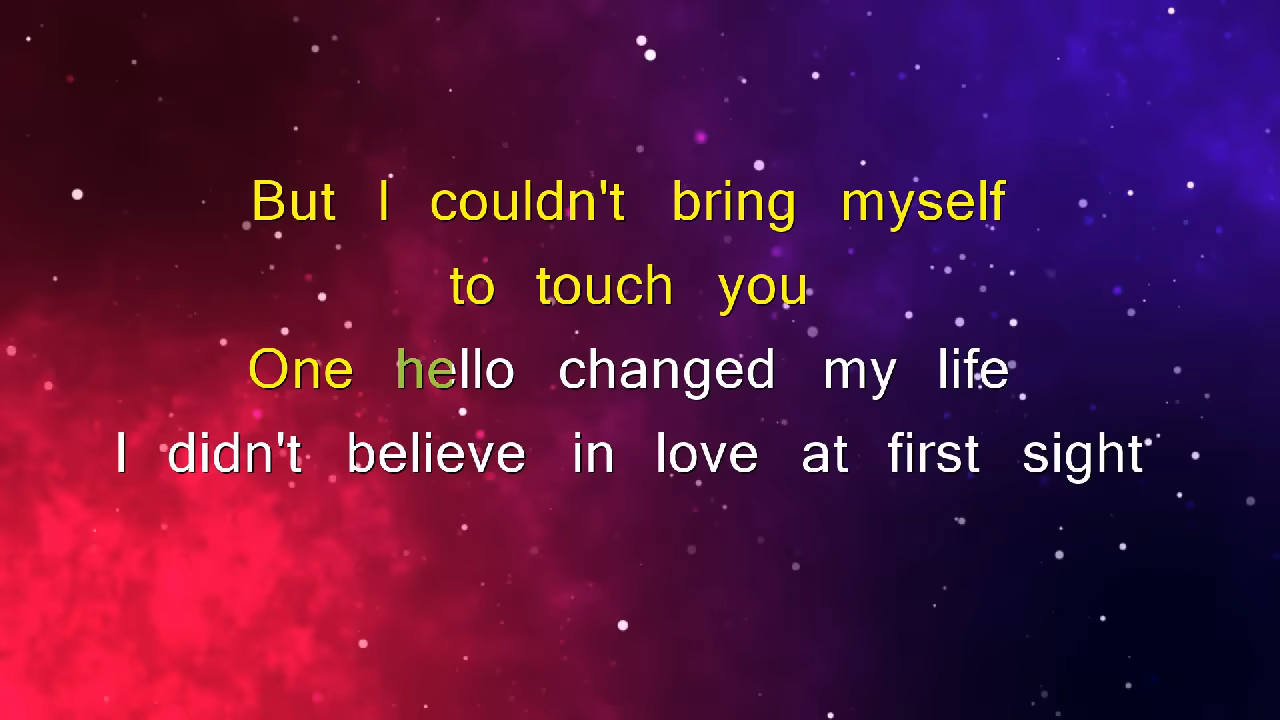 But I couldn't bring myself
to touch you
One hello changed my life
I didn't believe in love at first sight